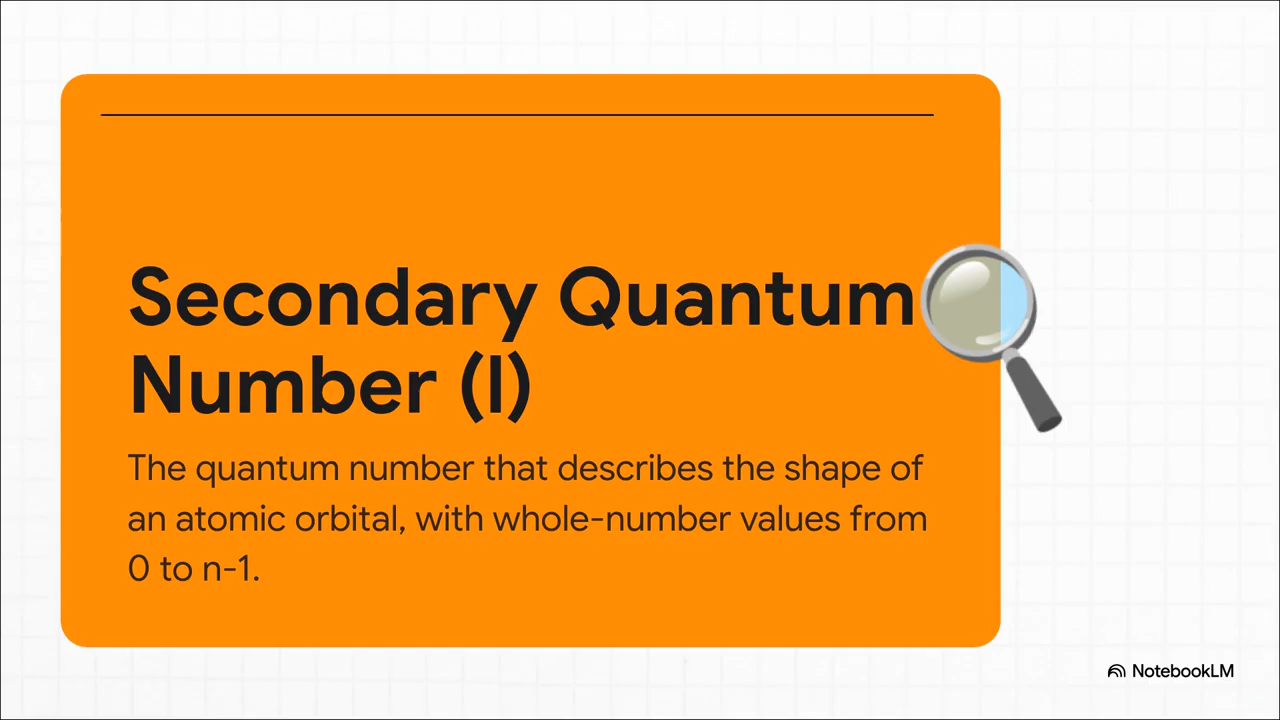 Secondary Quantum
Number (l)
The quantum number that describes the shape of
an atomic orbital, with whole-number values from
0 to n-1.
NotebookLM